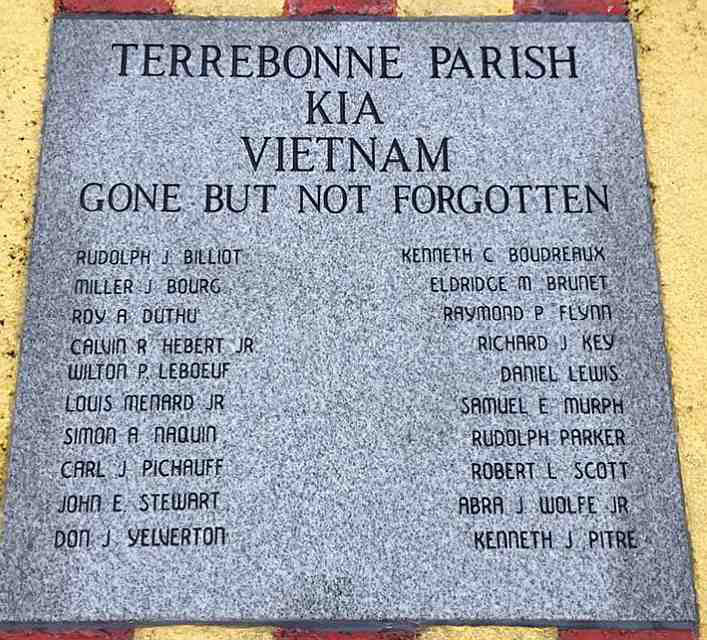 TERREBONNE PARISH
KIA
VIETNAM
GONE BUT NOT FORGOTTEN
RUDOLPH J. BILLIOT
MILLER J BOURG
ROY A DUTHU
CALVIN R HEBERT JR
WILTON P. LEBOEUF
LOUIS MENARD JR
SIMON A NAQUIN
CARL J PICHAUFF
JOHN E. STEWART
DON J YELVERTON
KENNETH C BOUDREAUX
ELDRIDGE M BRUNET
RAYMOND P FLYNN
RICHARD J KEY
DANIEL LEWIS
SAMUEL E MURPH
RUDOLPH PARKER
ROBERT L SCOTT
ABRA J WOLFE JR
KENNETH J PITRE